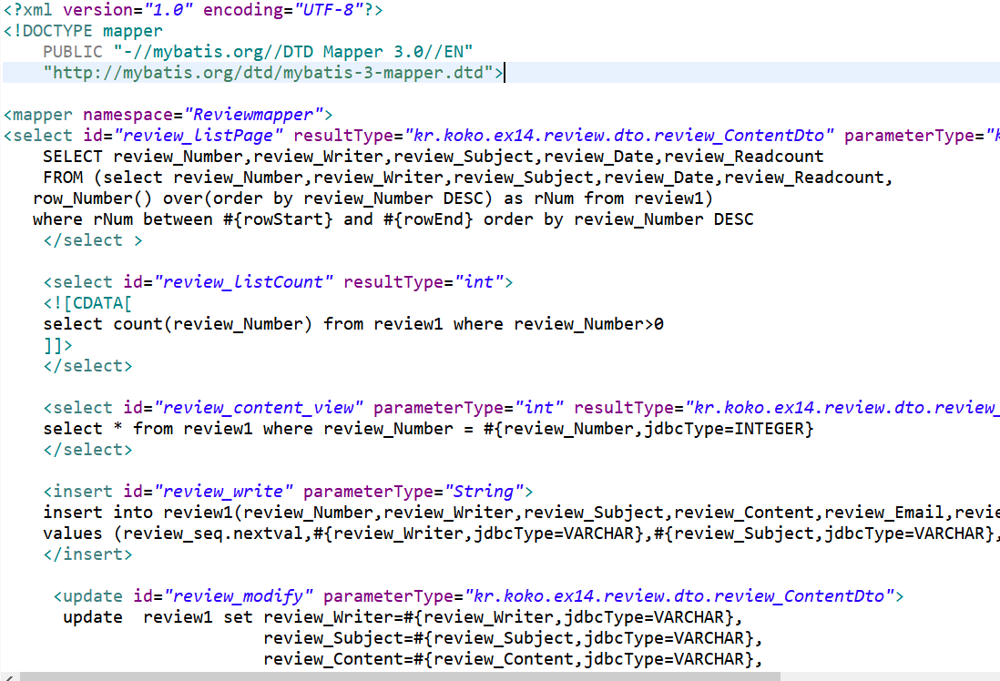 <?xml version="1.0" encoding="UTF-8"?>
<!DOCTYPE mapper
    PUBLIC "-//mybatis.org//DTD Mapper 3.0//EN"
    "http://mybatis.org/dtd/mybatis-3-mapper.dtd">
<mapper namespace="Reviewmapper">
<select id="review_listPage" resultType="kr.koko.ex14.review.dto.review_ContentDto" parameterType="k
    SELECT review_Number,review_Writer,review_Subject,review_Date,review_Readcount
    FROM (select review_Number,review_Writer,review_Subject,review_Date,review_Readcount,
   row_Number() over(order by review_Number DESC) as rNum from review1)
   where rNum between #{rowStart} and #{rowEnd} order by review_Number DESC
    </select >
    <select id="review_listCount" resultType="int">
    <![CDATA[
    select count(review_Number) from review1 where review_Number>0
    ]]>
    </select>
    <select id="review_content_view" parameterType="int" resultType="kr.koko.ex14.review.dto.review_
    select * from review1 where review_Number = #{review_Number,jdbcType=INTEGER}
    </select>
    <insert id="review_write" parameterType="String">
    insert into review1(review_Number,review_Writer,review_Subject,review_Content,review_Email,revie
    values (review_seq.nextval,#{review_Writer,jdbcType=VARCHAR},#{review_Subject,jdbcType=VARCHAR},
    </insert>
     <update id="review_modify" parameterType="kr.koko.ex14.review.dto.review_ContentDto">
      update  review1 set review_Writer=#{review_Writer,jdbcType=VARCHAR},
                          review_Subject=#{review_Subject,jdbcType=VARCHAR},
                          review_Content=#{review_Content,jdbcType=VARCHAR},